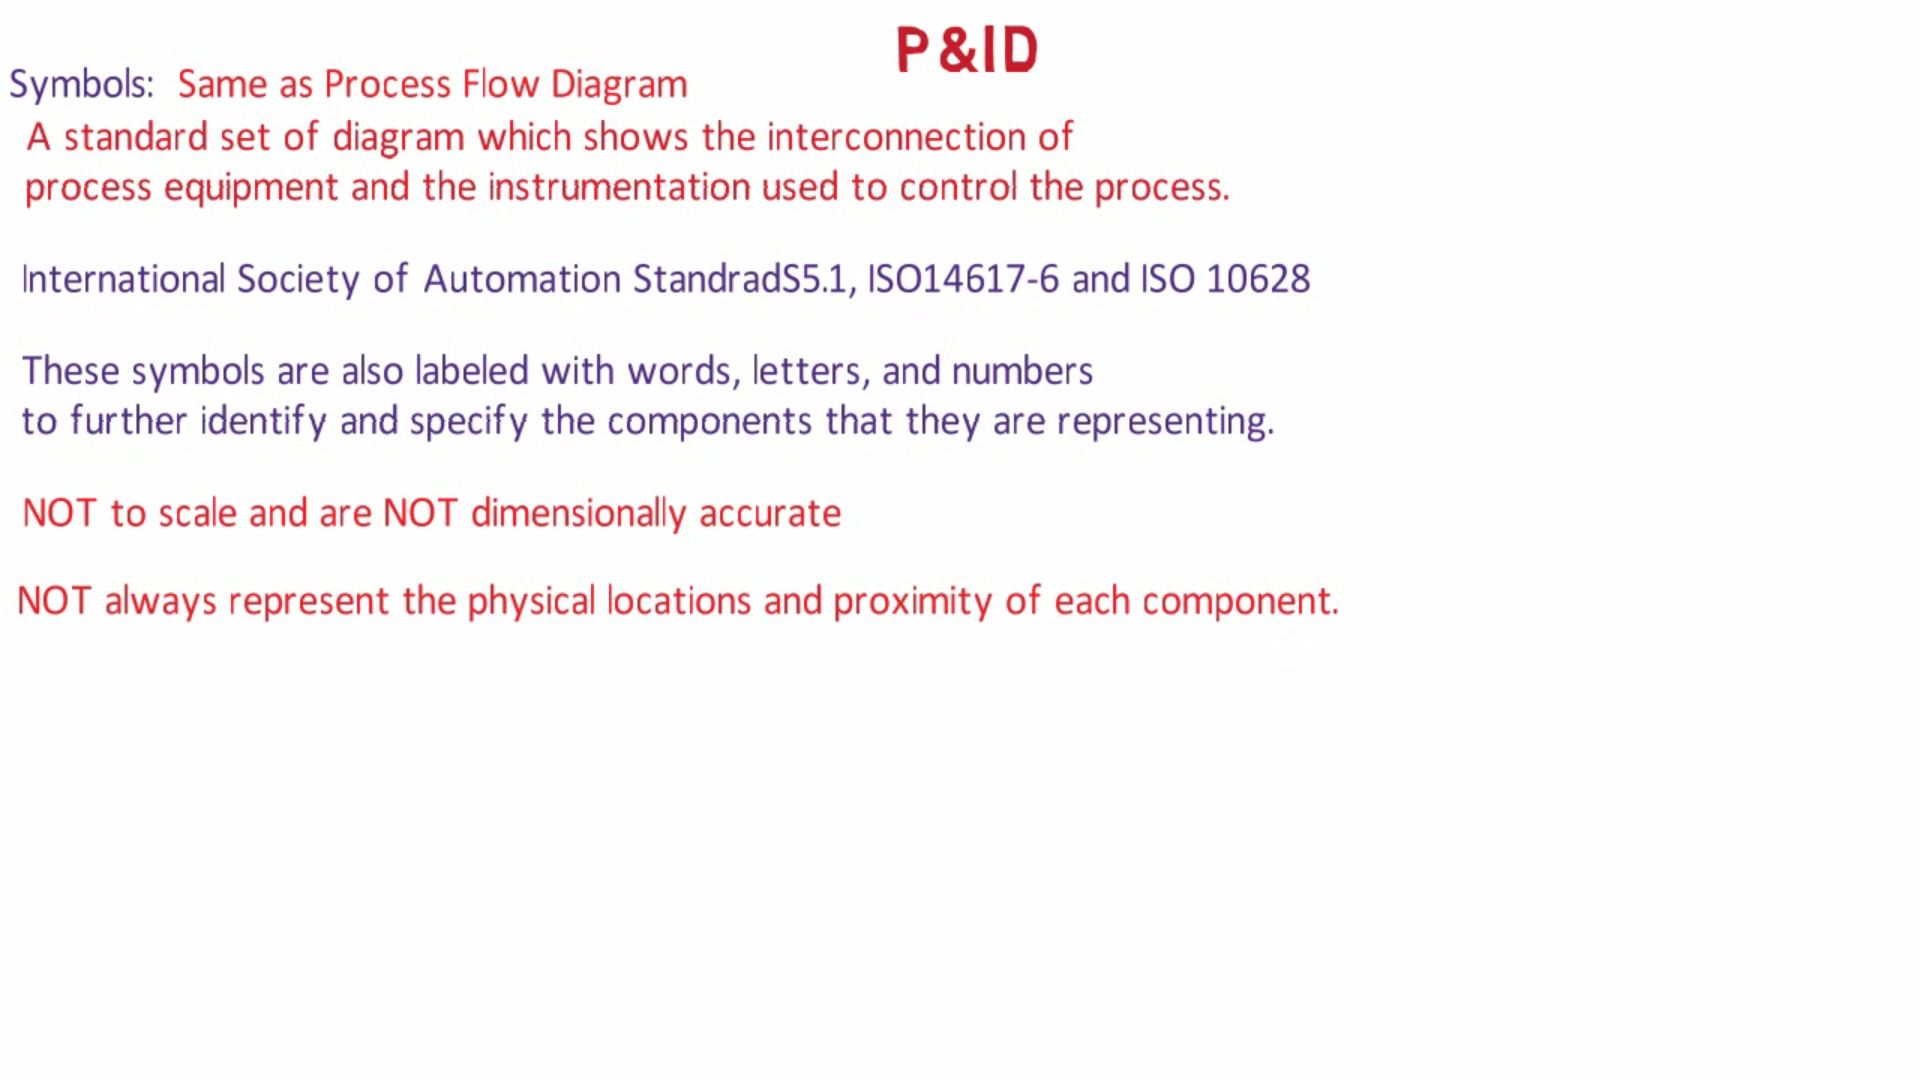 P&ID
Symbols: Same as Process Flow Diagram
A standard set of diagram which shows the interconnection of
process equipment and the instrumentation used to control the process.
International Society of Automation StandradS5.1, ISO14617-6 and ISO 10628
These symbols are also labeled with words, letters, and numbers
to further identify and specify the components that they are representing.
NOT to scale and are NOT dimensionally accurate
NOT always represent the physical locations and proximity of each component.